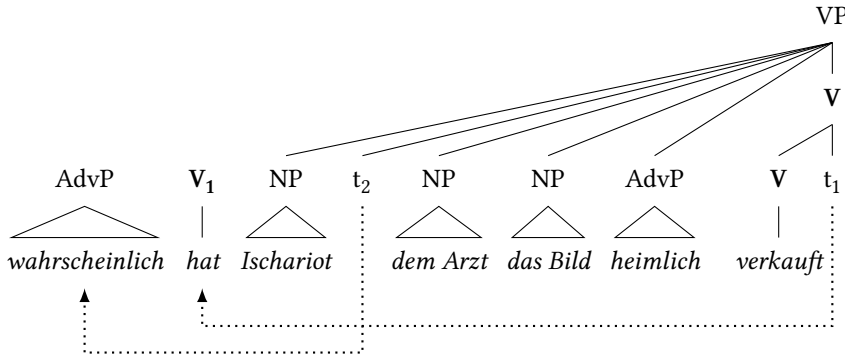 VP
V
AdvP V₁ NP t₂ NP NP AdvP V t₁
wahrscheinlich hat Ischariot dem Arzt das Bild heimlich verkauft